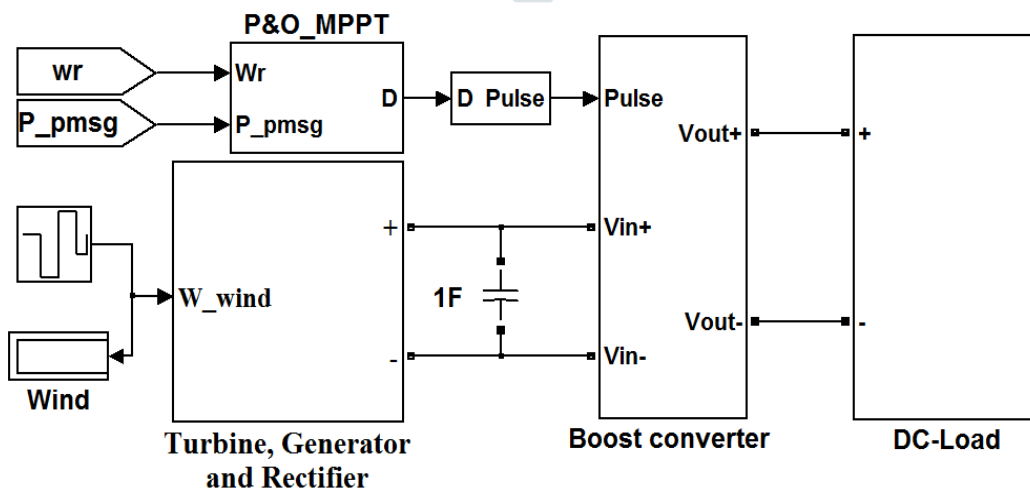 P&O_MPPT
wr
Wr
P_pmsg
P_pmsg
D
D Pulse
Pulse
Vout+
+
+
Vin+
W_wind
1F
Vout-
-
-
Vin-
Wind
Turbine, Generator
and Rectifier
Boost converter
DC-Load